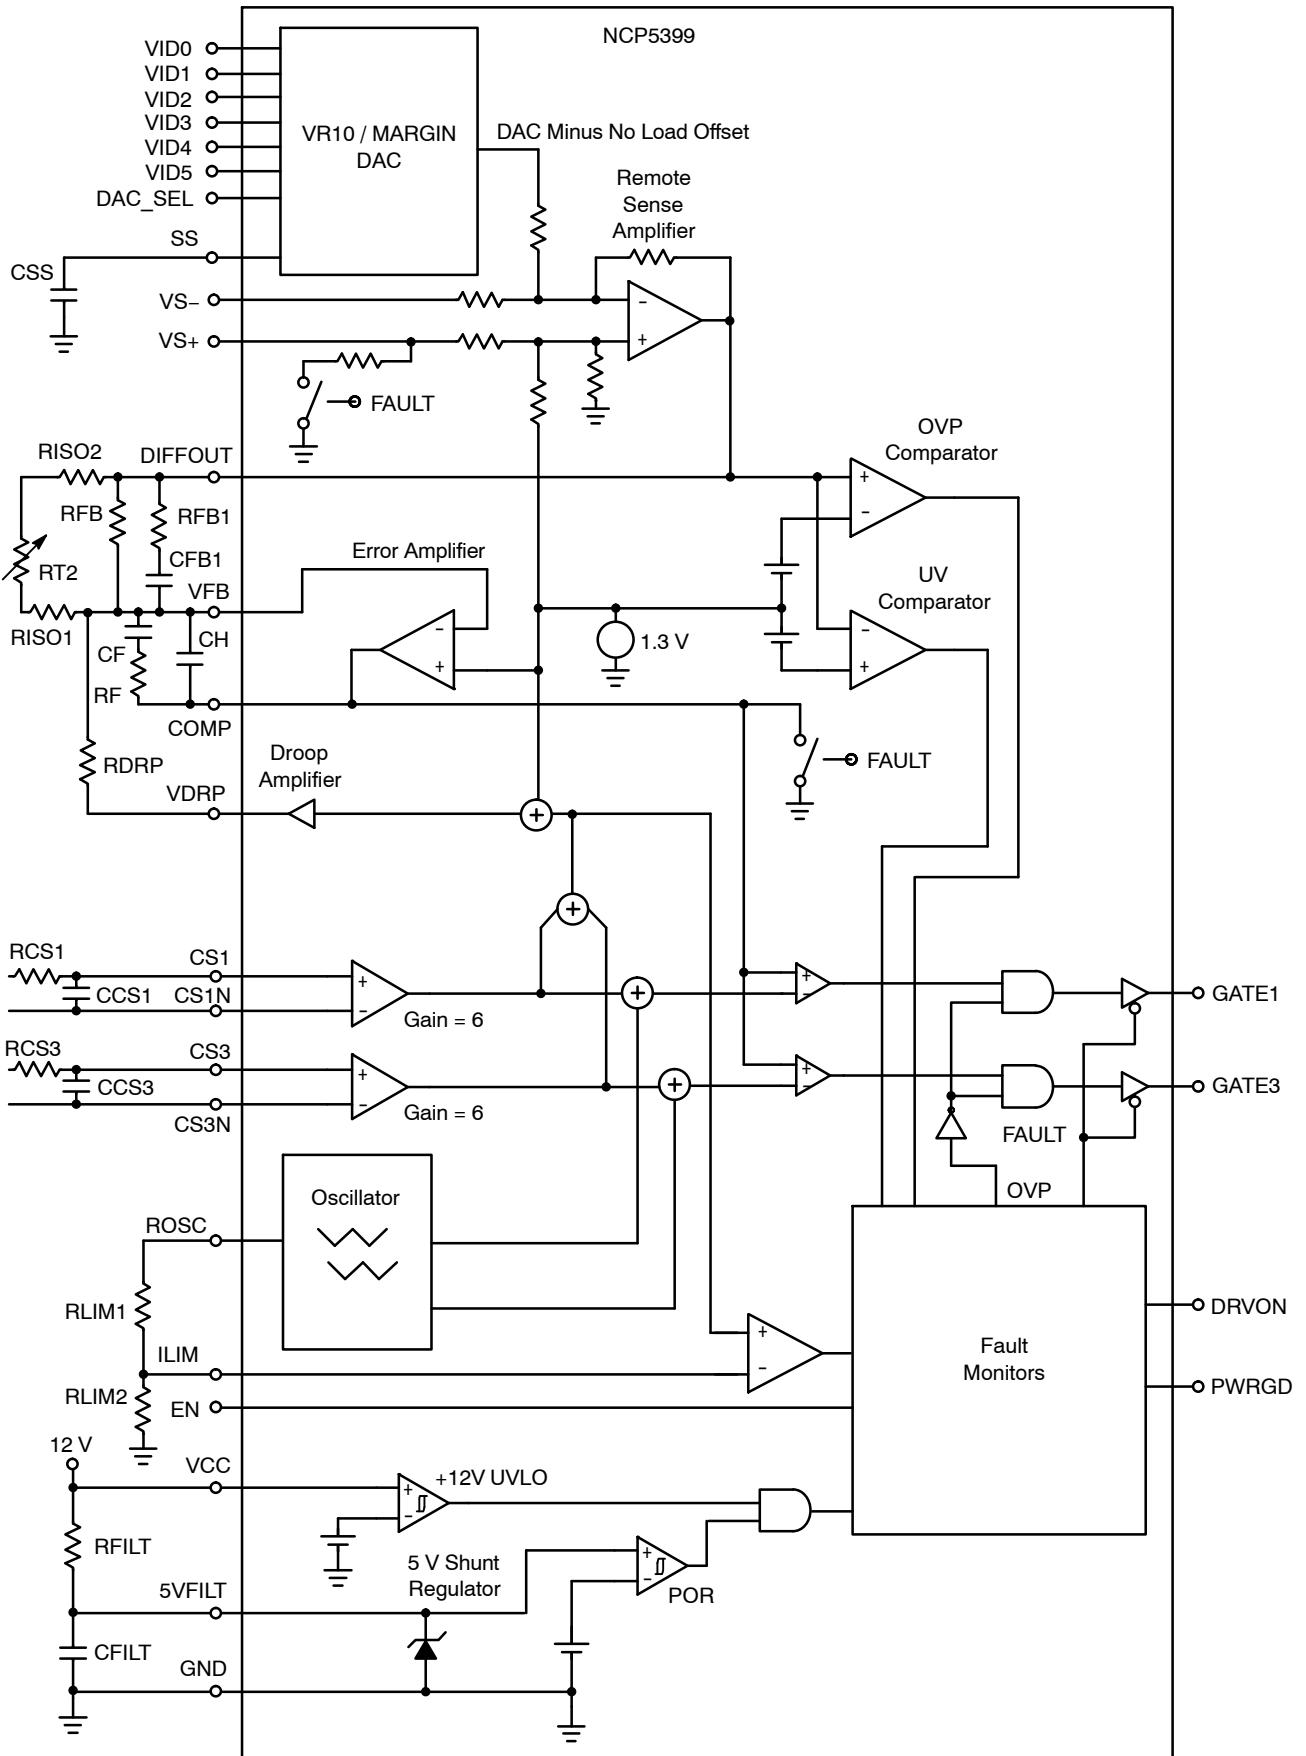 NCP5399
VID0
VID1
VID2
VID3
VID4
VID5
DAC_SEL
VR10 / MARGIN
DAC
DAC Minus No Load Offset
Remote
Sense
Amplifier
SS
CSS
VS−
VS+
−
+
FAULT
RISO2
DIFFOUT
OVP
Comparator
+
−
RFB
RFB1
CFB1
RT2
VFB
Error Amplifier
UV
Comparator
−
+
RISO1
CF
CH
RF
−
+
1.3 V
COMP
FAULT
RDRP
Droop
Amplifier
VDRP
+
+
RCS1
CS1
CCS1
CS1N
+
−
Gain = 6
+
+
−
GATE1
RCS3
CS3
CCS3
CS3N
+
−
Gain = 6
+
+
−
GATE3
FAULT
OVP
Oscillator
ROSC
RLIM1
ILIM
+
−
Fault
Monitors
DRVON
PWRGD
RLIM2
EN
12 V
VCC
+
−
+12V UVLO
RFILT
5 V Shunt
Regulator
+
−
POR
5VFILT
CFILT
GND